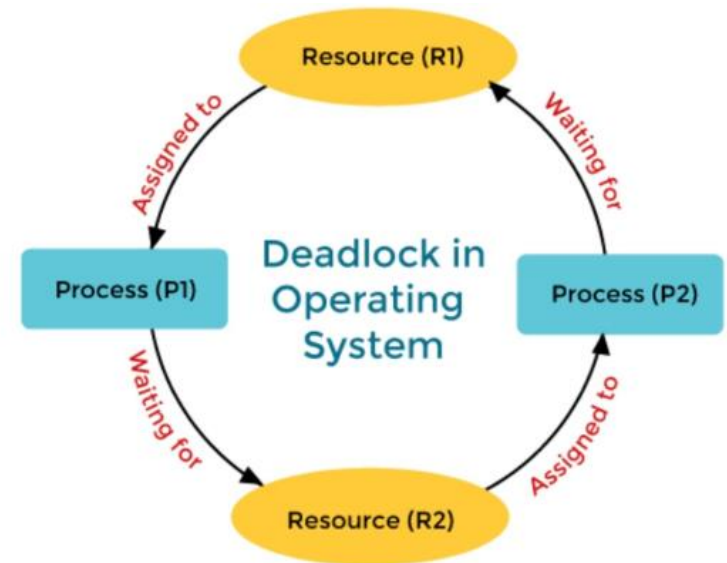 Resource (R1)
Assigned to
Waiting for
Deadlock in
Operating
System
Process (P1)
Process (P2)
Waiting for
Assigned to
Resource (R2)